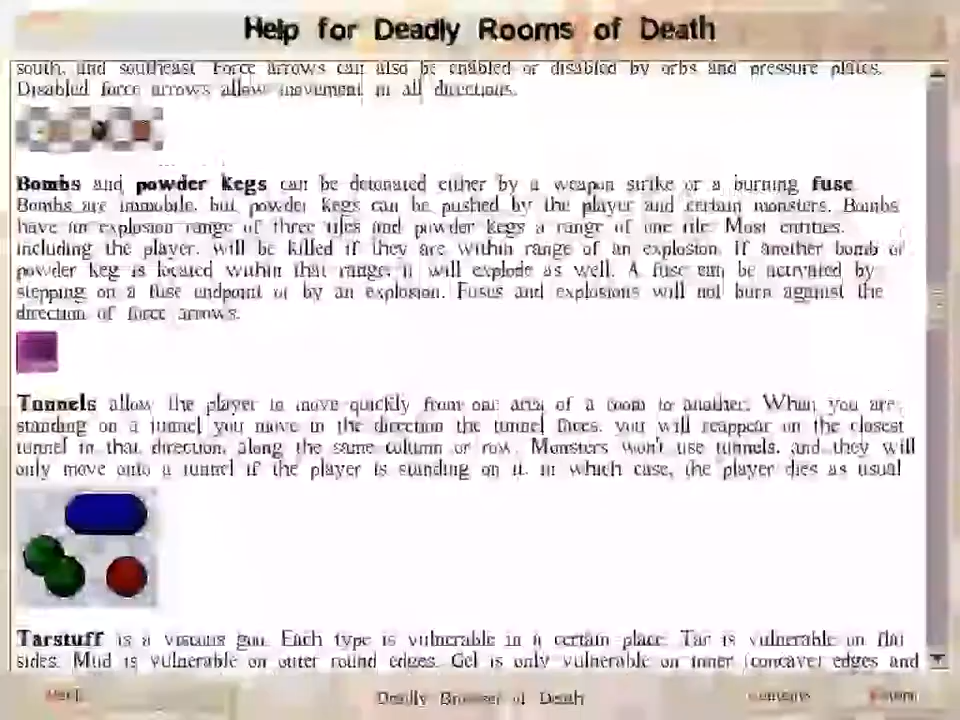 Help for Deadly Rooms of Death
south, and southeast Force arrows can also be enabled or disabled by orbs and pressure plates.
Disabled force arrows allow movement in all directions.
Bombs and powder kegs can be detonated either by a weapon strike or a burning fuse
Bombs are immobile, but powder kegs can be pushed by the player and certain monsters. Bombs
have an explosion range of three tiles and powder kegs a range of one tile. Most entities,
including the player, will be killed if they are within range of an explosion. If another bomb or
powder keg is located within that range, it will explode as well. A fuse can be activated by
stepping on a fuse endpoint or by an explosion. Fuses and explosions will not burn against the
direction of force arrows.
Tunnels allow the player to move quickly from one area of a room to another. When you are
standing on a tunnel you move in the direction the tunnel faces, you will reappear on the closest
tunnel in that direction, along the same column or row. Monsters won't use tunnels, and they will
only move onto a tunnel if the player is standing on it, in which case, the player dies as usual
Tarstuff is a viscous goo. Each type is vulnerable in a certain place. Tar is vulnerable on flat
sides. Mud is vulnerable on outer round edges. Gel is only vulnerable on inner (concave) edges and
Deadly Browser of Death